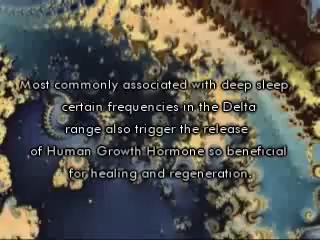 Most commonly associated with deep sleep
certain frequencies in the Delta
range also trigger the release
of Human Growth Hormone so beneficial
for healing and regeneration.